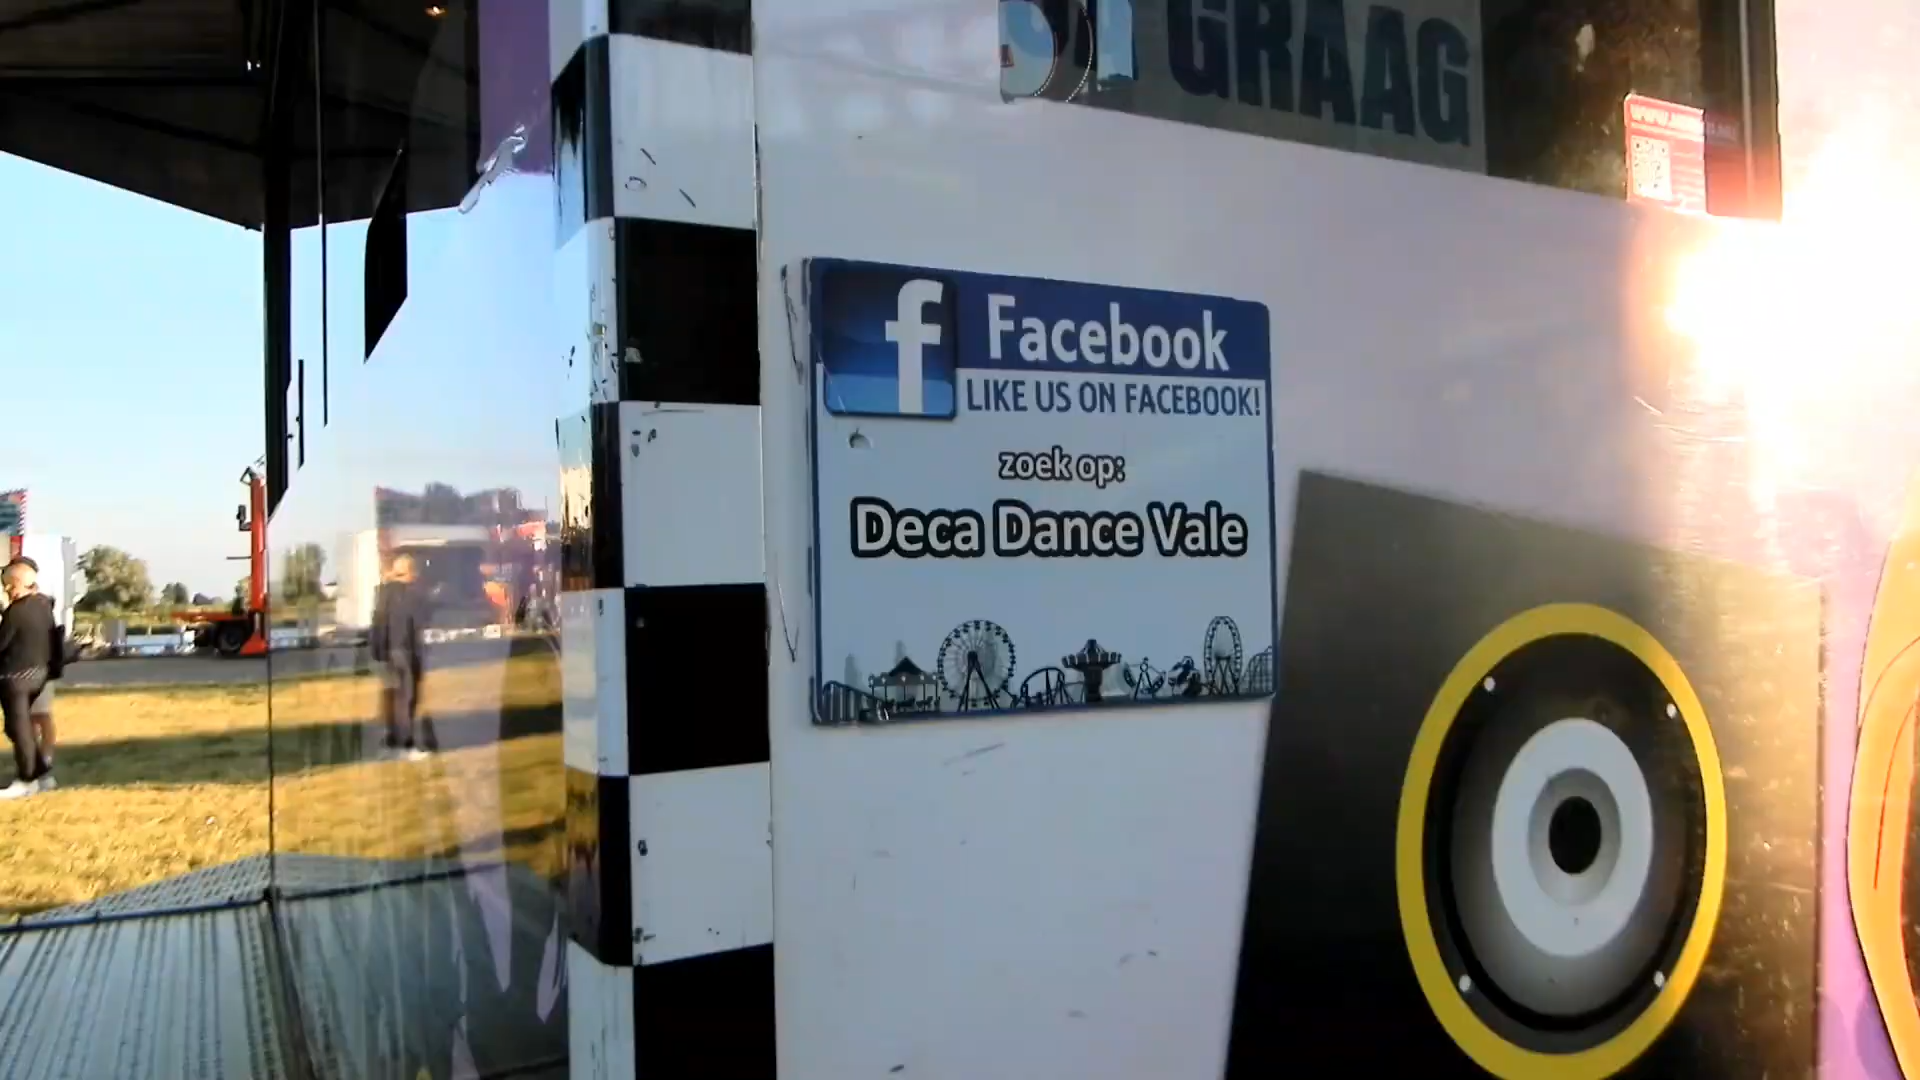 GRAAG
f Facebook
LIKE US ON FACEBOOK!
zoek op:
Deca Dance Vale